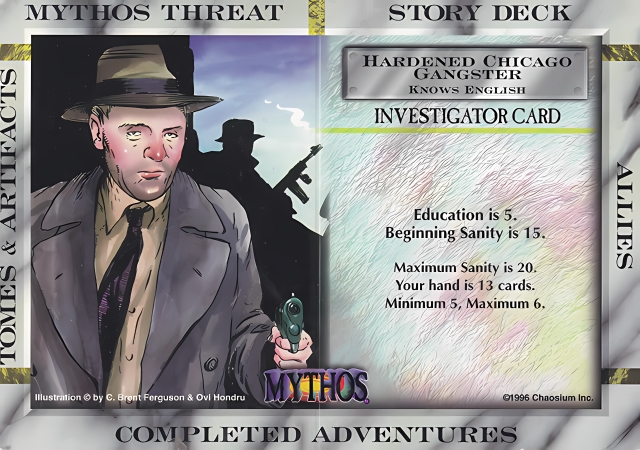 MYTHOS THREAT
STORY DECK
TOMES & ARTIFACTS
HARDENED CHICAGO
GANGSTER
KNOWS ENGLISH
INVESTIGATOR CARD
Education is 5.
Beginning Sanity is 15.
Maximum Sanity is 20.
Your hand is 13 cards.
Minimum 5, Maximum 6.
ALLIES
MYTHOS
Illustration © by C. Brent Ferguson & Ovi Hondru
©1996 Chaosium Inc.
COMPLETED ADVENTURES